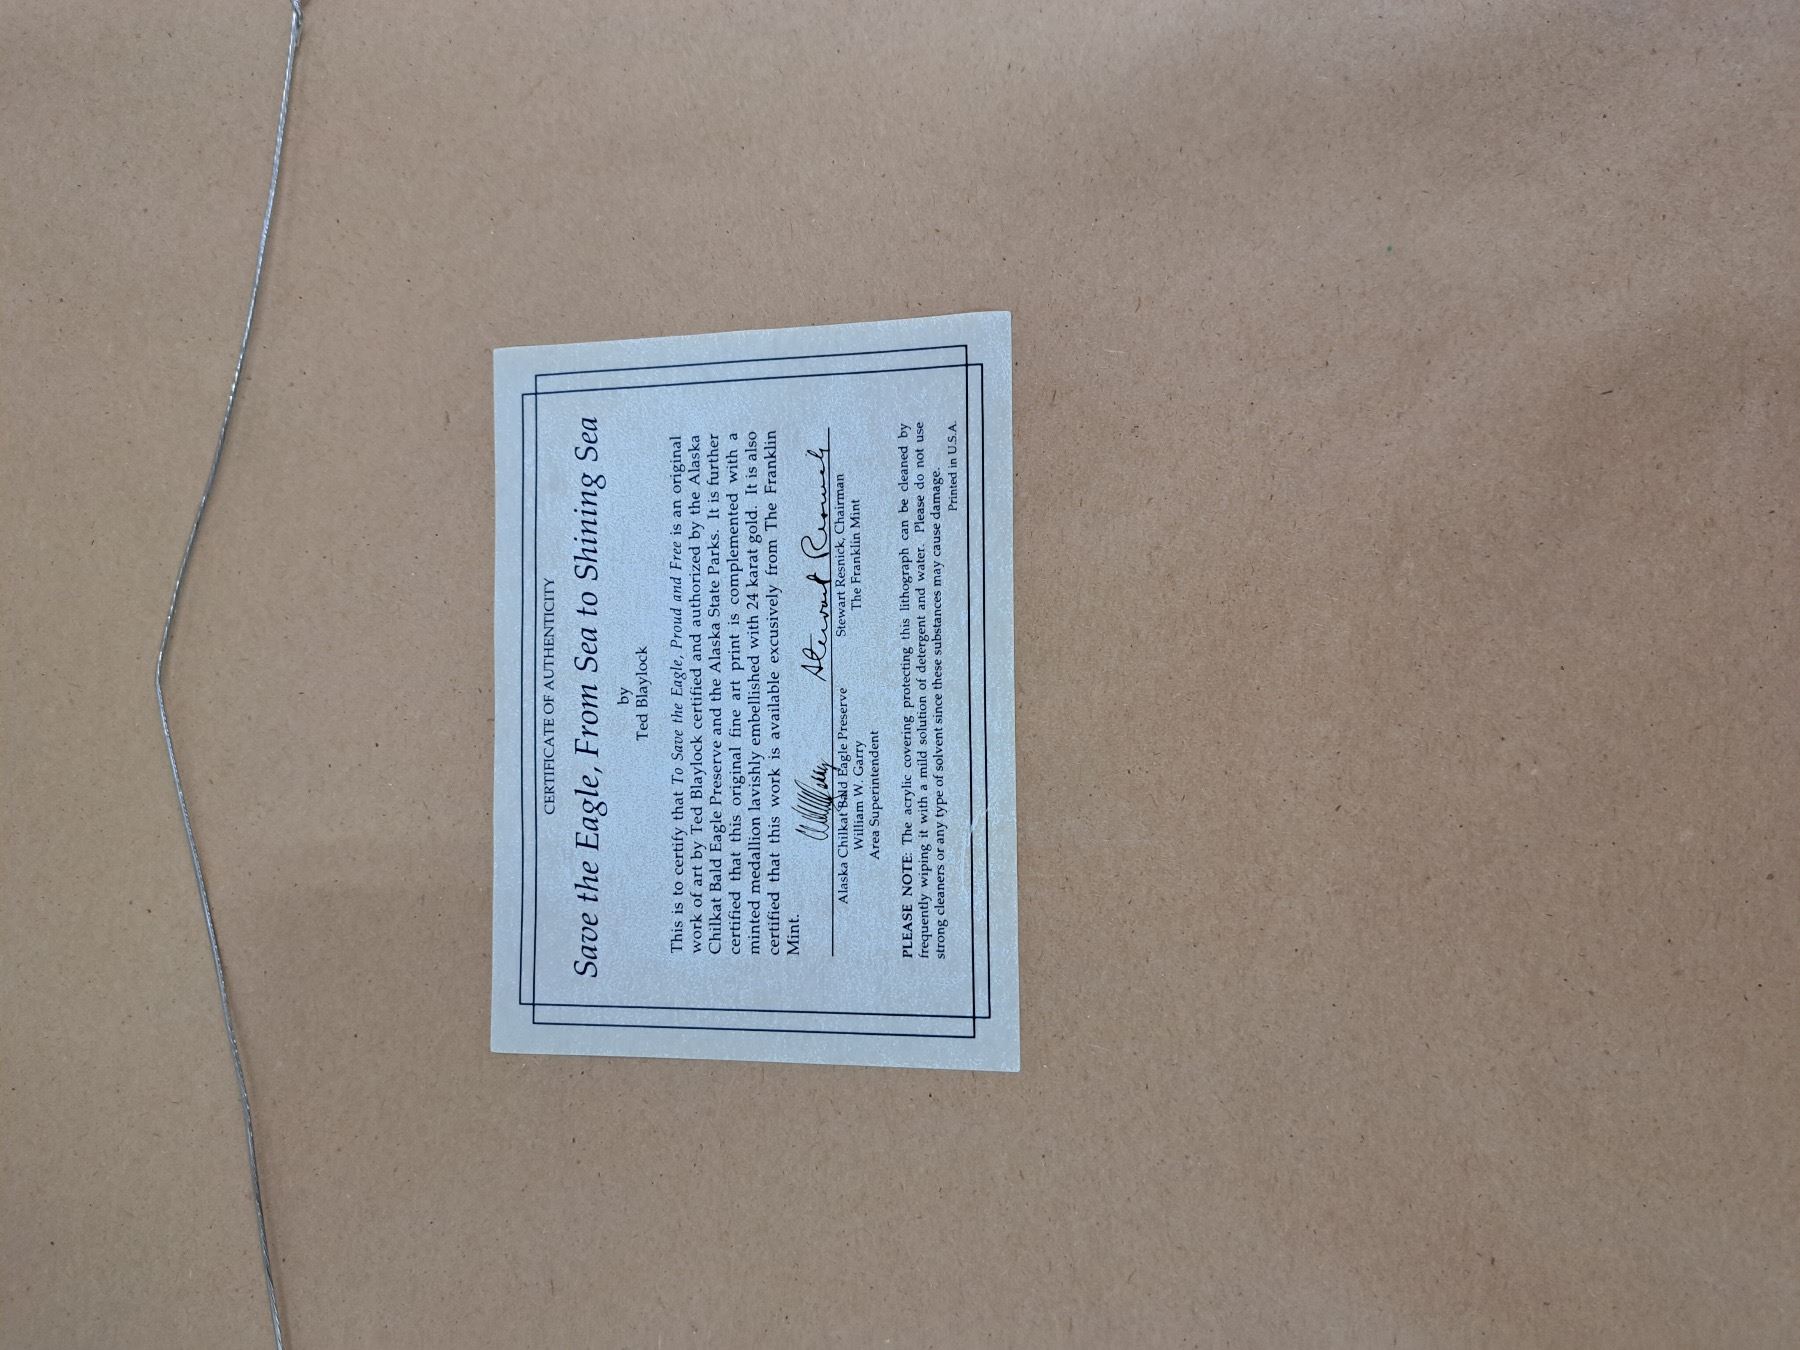 CERTIFICATE OF AUTHENTICITY
Save the Eagle, From Sea to Shining Sea
by
Ted Blaylock
This is to certify that To Save the Eagle, Proud and Free is an original
work of art by Ted Blaylock certified and authorized by the Alaska
Chilkat Bald Eagle Preserve and the Alaska State Parks. It is further
certified that this original fine art print is complemented with a
minted medallion lavishly embellished with 24 karat gold. It is also
certified that this work is available excusively from The Franklin
Mint.
Stewart Resnick
Alaska Chilkat Bald Eagle Preserve
William W. Garry
Area Superintendent
Stewart Resnick, Chairman
The Franklin Mint
PLEASE NOTE: The acrylic covering protecting this lithograph can be cleaned by
frequently wiping it with a mild solution of detergent and water. Please do not use
strong cleaners or any type of solvent since these substances may cause damage.
Printed in U.S.A.